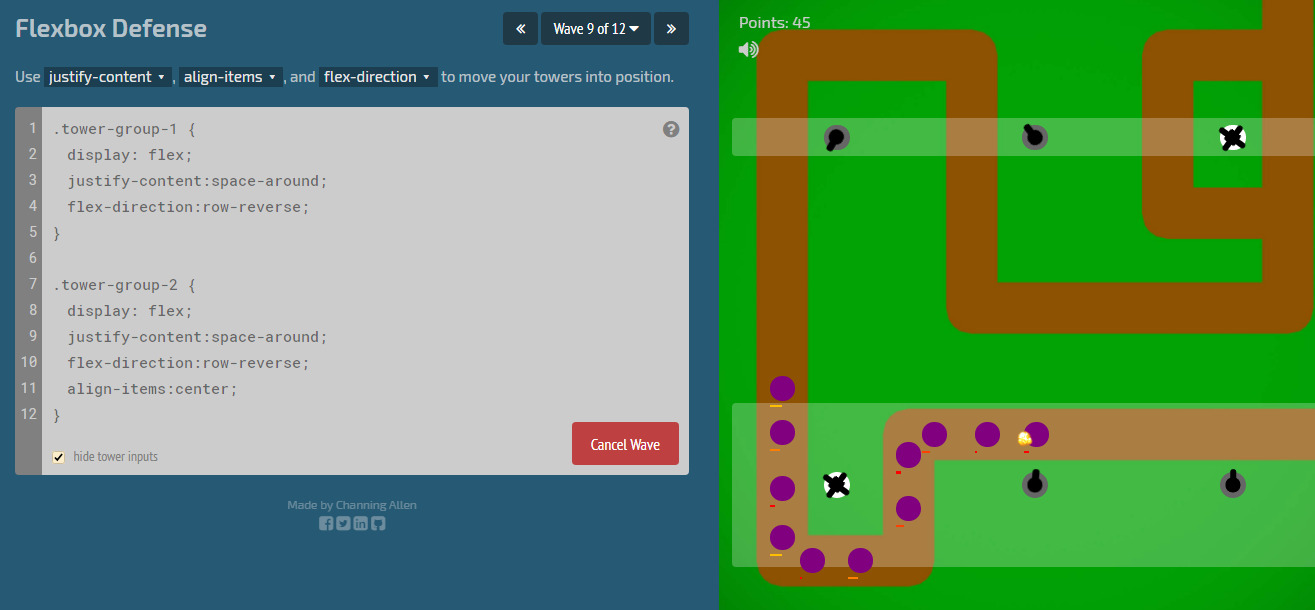 Flexbox Defense
« Wave 9 of 12 »
Use justify-content , align-items , and flex-direction to move your towers into position.
1 .tower-group-1 {
2 display: flex;
3 justify-content:space-around;
4 flex-direction:row-reverse;
5 }
6
7 .tower-group-2 {
8 display: flex;
9 justify-content:space-around;
10 flex-direction:row-reverse;
11 align-items:center;
12 }
?
hide tower inputs
Cancel Wave
Made by Channing Allen
Points: 45